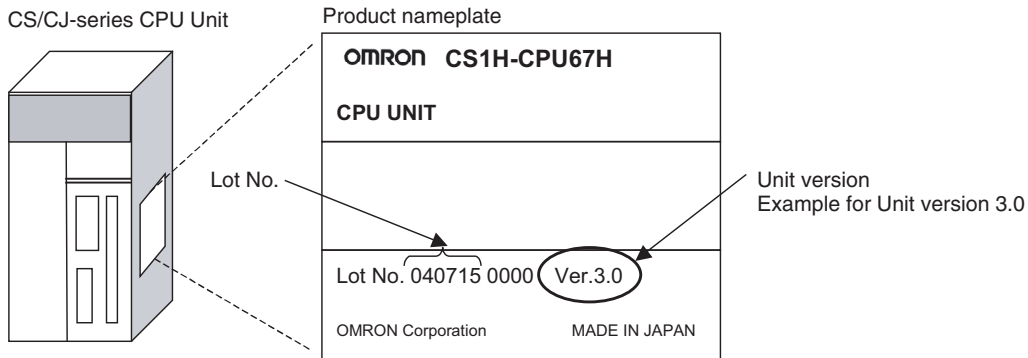 CS/CJ-series CPU Unit
Product nameplate
OMRON CS1H-CPU67H
CPU UNIT
Lot No.
Unit version
Example for Unit version 3.0
Lot No. 040715 0000 Ver.3.0
OMRON Corporation MADE IN JAPAN